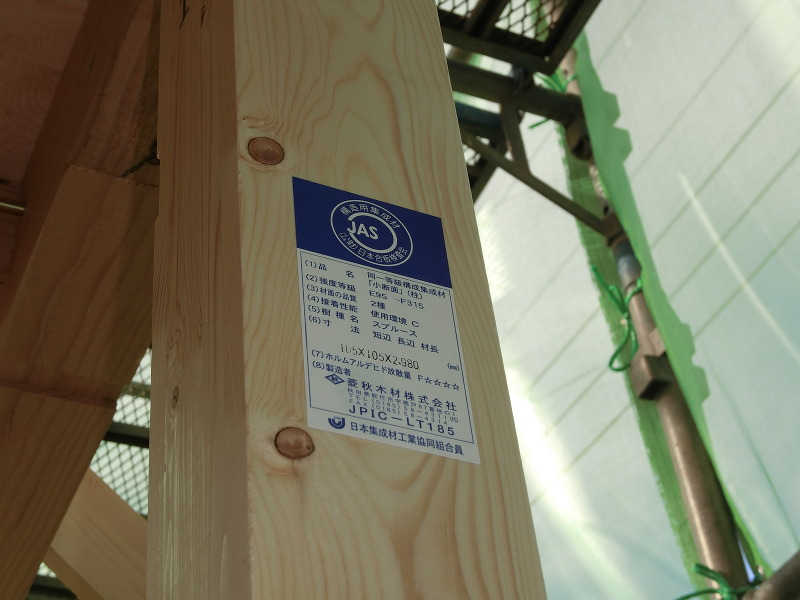 構造用集成材
JAS
日本合板検査会
(1)品　　名　同一等級構成集成材
「小断面」(柱)
(2)強度等級　E95 -F315
(3)材面の品質　2種
(4)接着性能　使用環境 C
(5)樹 種 名　スプルース
(6)寸　　法　短辺 長辺 材長
105X105X2,980
(㎜)
(7)ホルムアルデヒド放散量　F☆☆☆☆
(8)製造者
菱秋木材株式会社
JPIC-LT185
日本集成材工業協同組合員